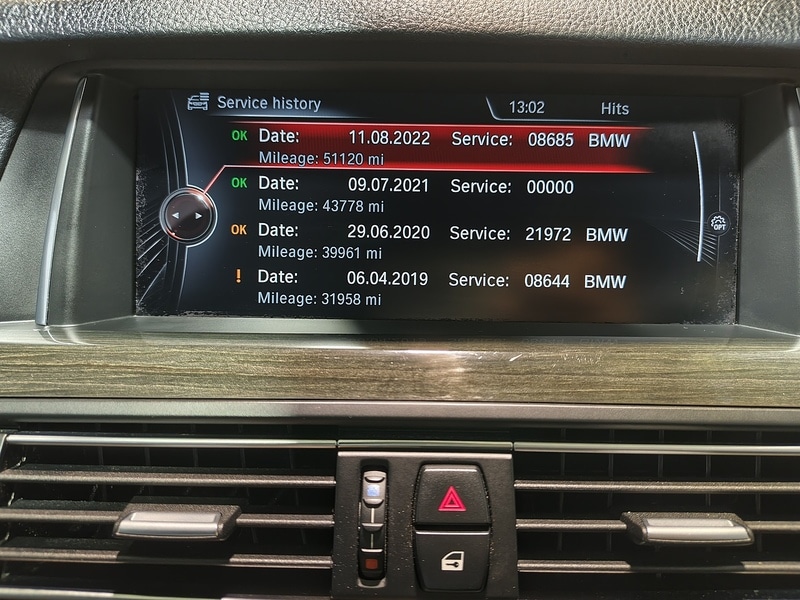 Service history 13:02 Hits
OK Date: 11.08.2022 Service: 08685 BMW
Mileage: 51120 mi
OK Date: 09.07.2021 Service: 00000
Mileage: 43778 mi
OK Date: 29.06.2020 Service: 21972 BMW
Mileage: 39961 mi
! Date: 06.04.2019 Service: 08644 BMW
Mileage: 31958 mi
OPT